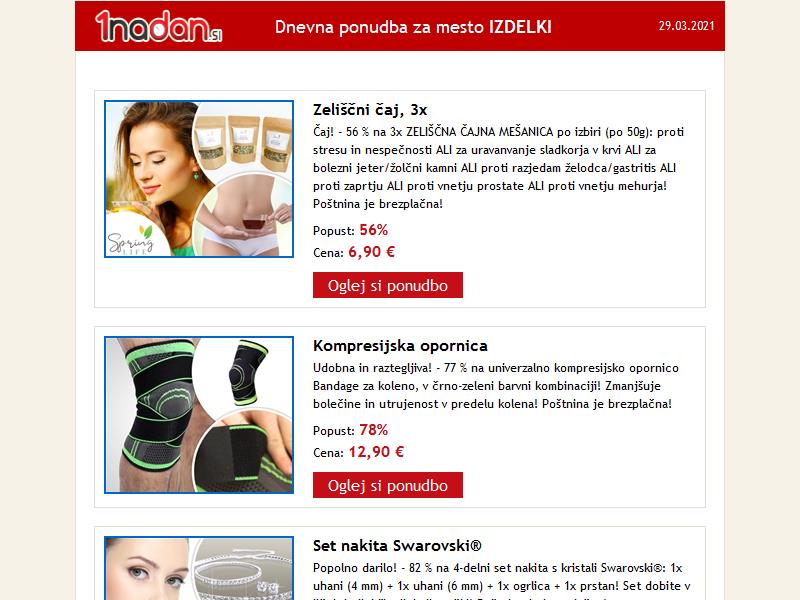 1nadan.si
Dnevna ponudba za mesto IZDELKI
29.03.2021
Zeliščni čaj, 3x
Čaj! - 56 % na 3x ZELIŠČNA ČAJNA MEŠANICA po izbiri (po 50g): proti
stresu in nespečnosti ALI za uravanvanje sladkorja v krvi ALI za
bolezni jeter/žolčni kamni ALI proti razjedam želodca/gastritis ALI
proti zaprtju ALI proti vnetju prostate ALI proti vnetju mehurja!
Poštnina je brezplačna!
Popust: 56%
Cena: 6,90 €
Oglej si ponudbo
Spring
LIFE
Kompresijska opornica
Udobna in raztegljiva! - 77 % na univerzalno kompresijsko opornico
Bandage za koleno, v črno-zeleni barvni kombinaciji! Zmanjšuje
bolečine in utrujenost v predelu kolena! Poštnina je brezplačna!
Popust: 78%
Cena: 12,90 €
Oglej si ponudbo
Set nakita Swarovski®
Popolno darilo! - 82 % na 4-delni set nakita s kristali Swarovski®: 1x
uhani (4 mm) + 1x uhani (6 mm) + 1x ogrlica + 1x prstan! Set dobite v